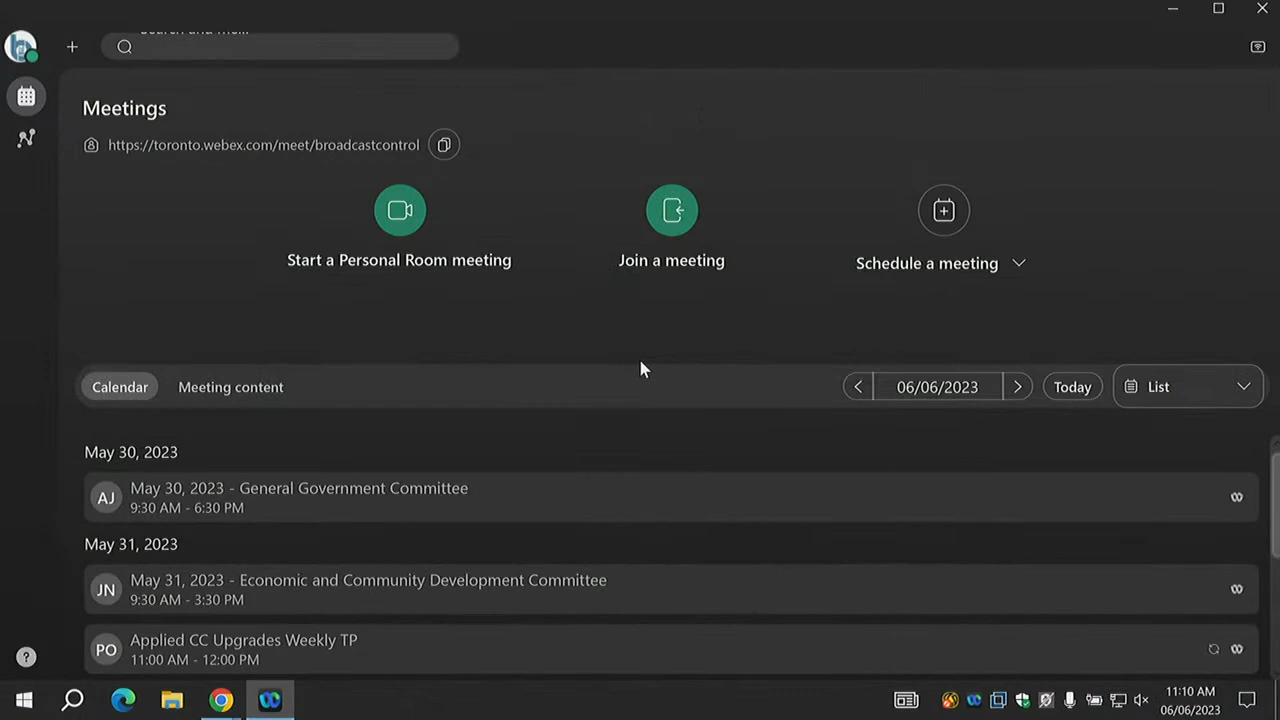 Meetings
https://toronto.webex.com/meet/broadcastcontrol
Start a Personal Room meeting
Join a meeting
Schedule a meeting
Calendar
Meeting content
06/06/2023
Today
List
May 30, 2023
AJ
May 30, 2023 - General Government Committee
9:30 AM - 6:30 PM
May 31, 2023
JN
May 31, 2023 - Economic and Community Development Committee
9:30 AM - 3:30 PM
PO
Applied CC Upgrades Weekly TP
11:00 AM - 12:00 PM
?
11:10 AM
06/06/2023